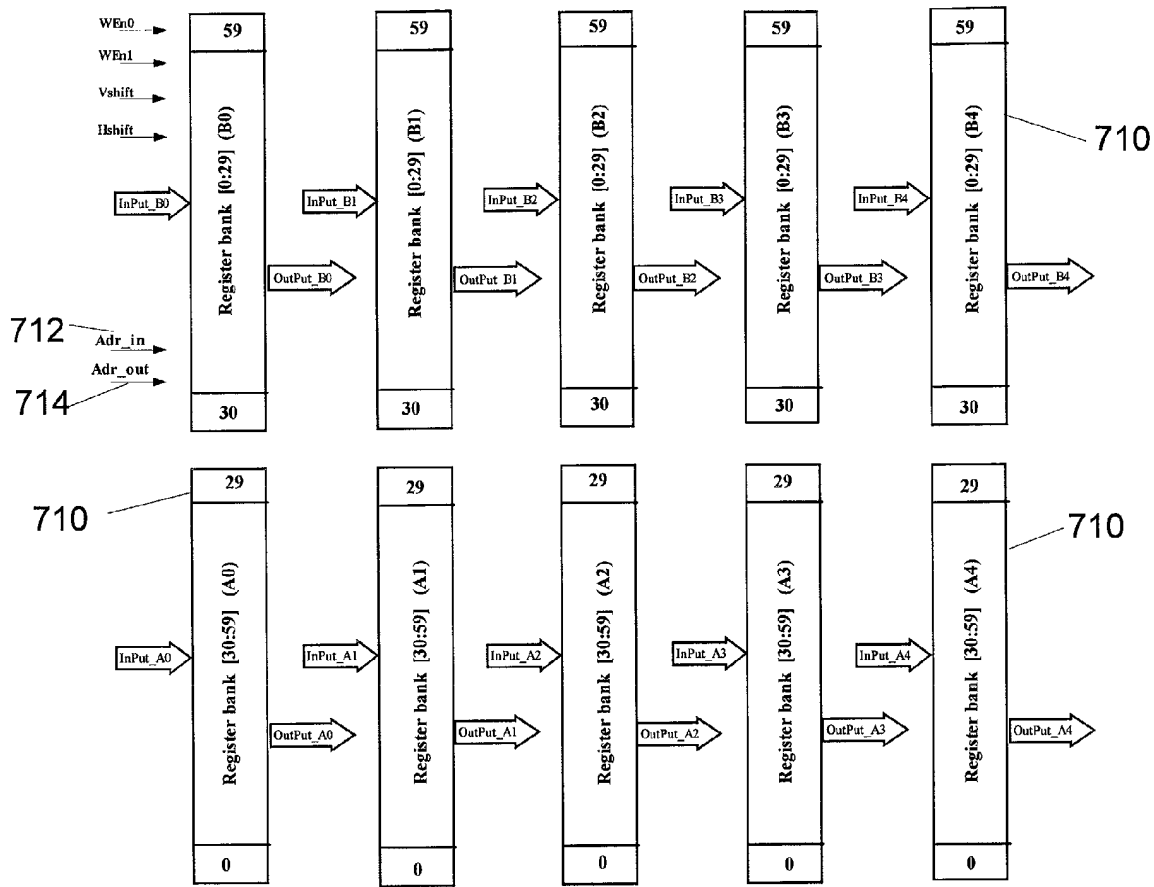 WEn0
WEn1
Vshift
Hshift
59
59
59
59
59
Register bank [0:29] (B0)
Register bank [0:29] (B1)
Register bank [0:29] (B2)
Register bank [0:29] (B3)
Register bank [0:29] (B4)
710
InPut_B0
InPut_B1
InPut_B2
InPut_B3
InPut_B4
OutPut_B0
OutPut_B1
OutPut_B2
OutPut_B3
OutPut_B4
712
Adr_in
Adr_out
714
30
30
30
30
30
29
29
29
29
29
710
710
Register bank [30:59] (A0)
Register bank [30:59] (A1)
Register bank [30:59] (A2)
Register bank [30:59] (A3)
Register bank [30:59] (A4)
InPut_A0
InPut_A1
InPut_A2
InPut_A3
InPut_A4
OutPut_A0
OutPut_A1
OutPut_A2
OutPut_A3
OutPut_A4
0
0
0
0
0